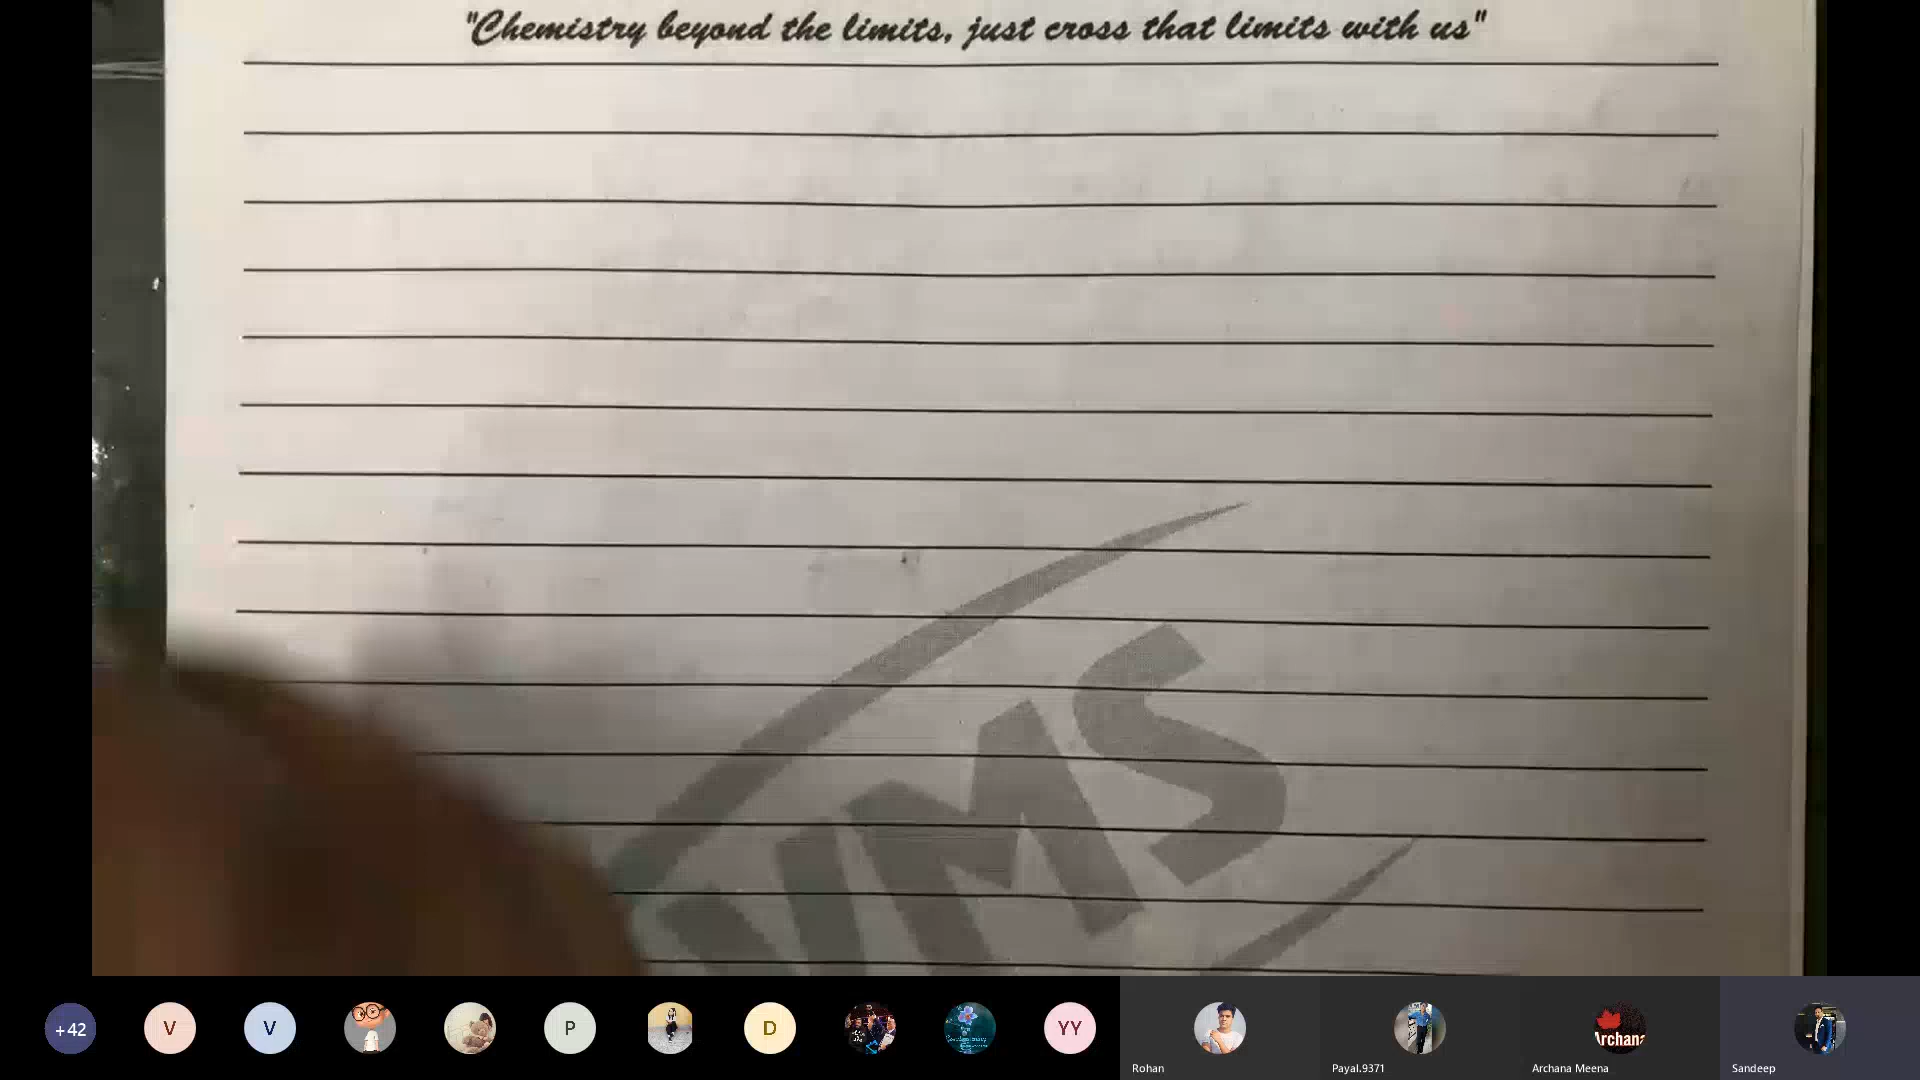 "Chemistry beyond the limits, just cross that limits with us"
VMS
+42
V
V
P
D
YY
Archana
Rohan
Payal.9371
Archana Meena
Sandeep